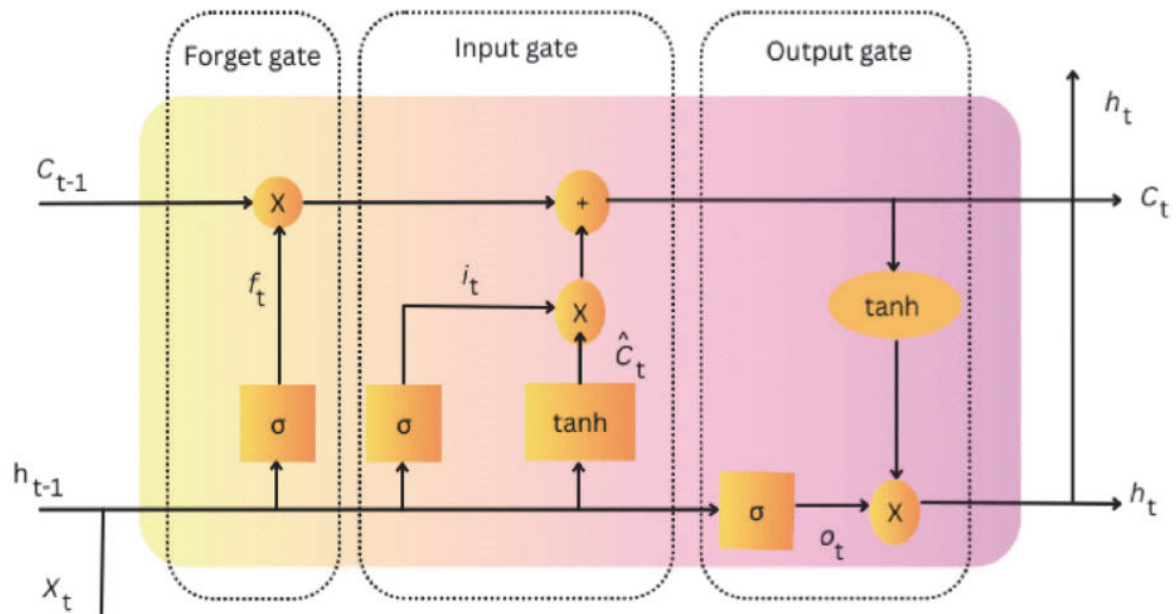 Forget gate
Input gate
Output gate
h_t
C_t-1
X
+
C_t
f_t
i_t
X
tanh
Ĉ_t
σ
σ
tanh
h_t-1
σ
o_t
X
h_t
X_t